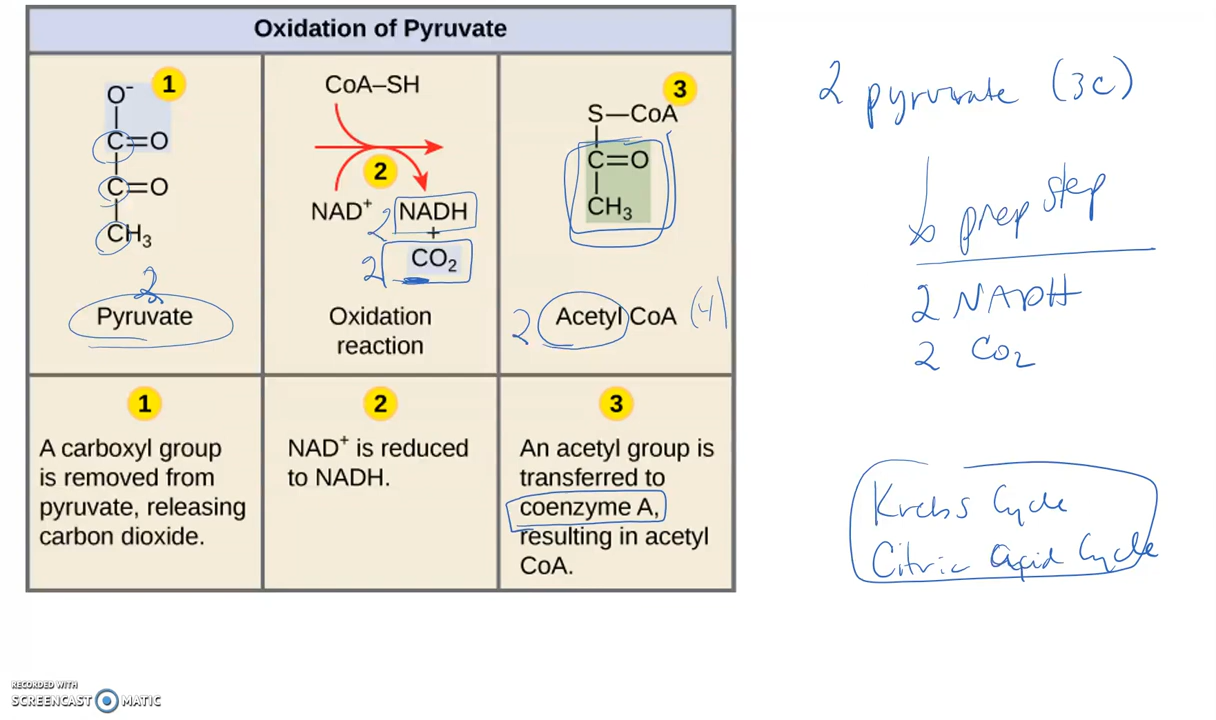 Oxidation of Pyruvate
1
O⁻
C=O
C=O
CH₃
2
Pyruvate
CoA–SH
2
NAD⁺ 2 NADH
+
2 CO₂
Oxidation
reaction
3
S—CoA
C=O
CH₃
2 Acetyl CoA (4)
1
A carboxyl group
is removed from
pyruvate, releasing
carbon dioxide.
2
NAD⁺ is reduced
to NADH.
3
An acetyl group is
transferred to
coenzyme A,
resulting in acetyl
CoA.
2 pyruvate (3c)
prep step
2 NADH
2 CO₂
Krebs Cycle
Citric Acid Cycle
RECORDED WITH
SCREENCAST MATIC